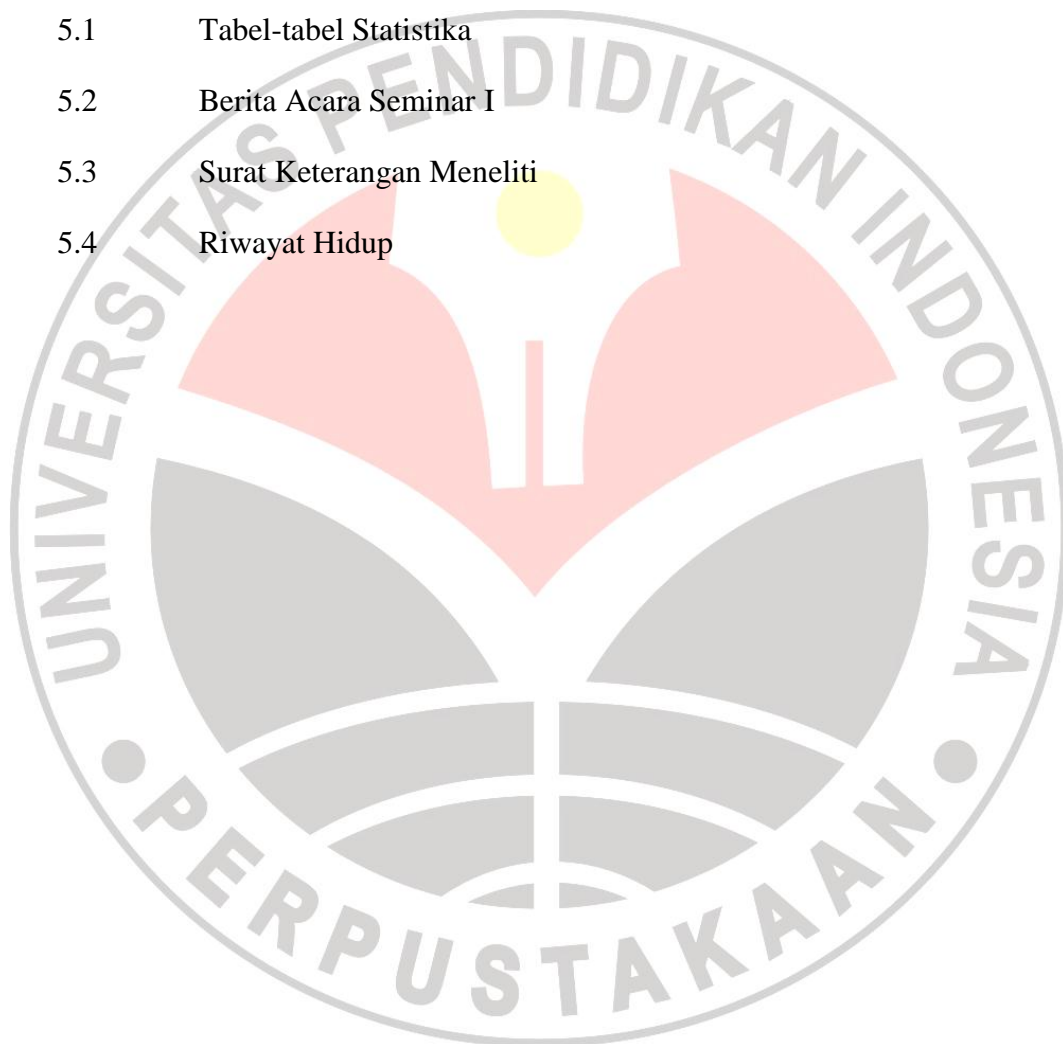 5.1 Tabel-tabel Statistika
5.2 Berita Acara Seminar I
5.3 Surat Keterangan Meneliti
5.4 Riwayat Hidup
UNIVERSITAS PENDIDIKAN INDONESIA
• PERPUSTAKAAN •